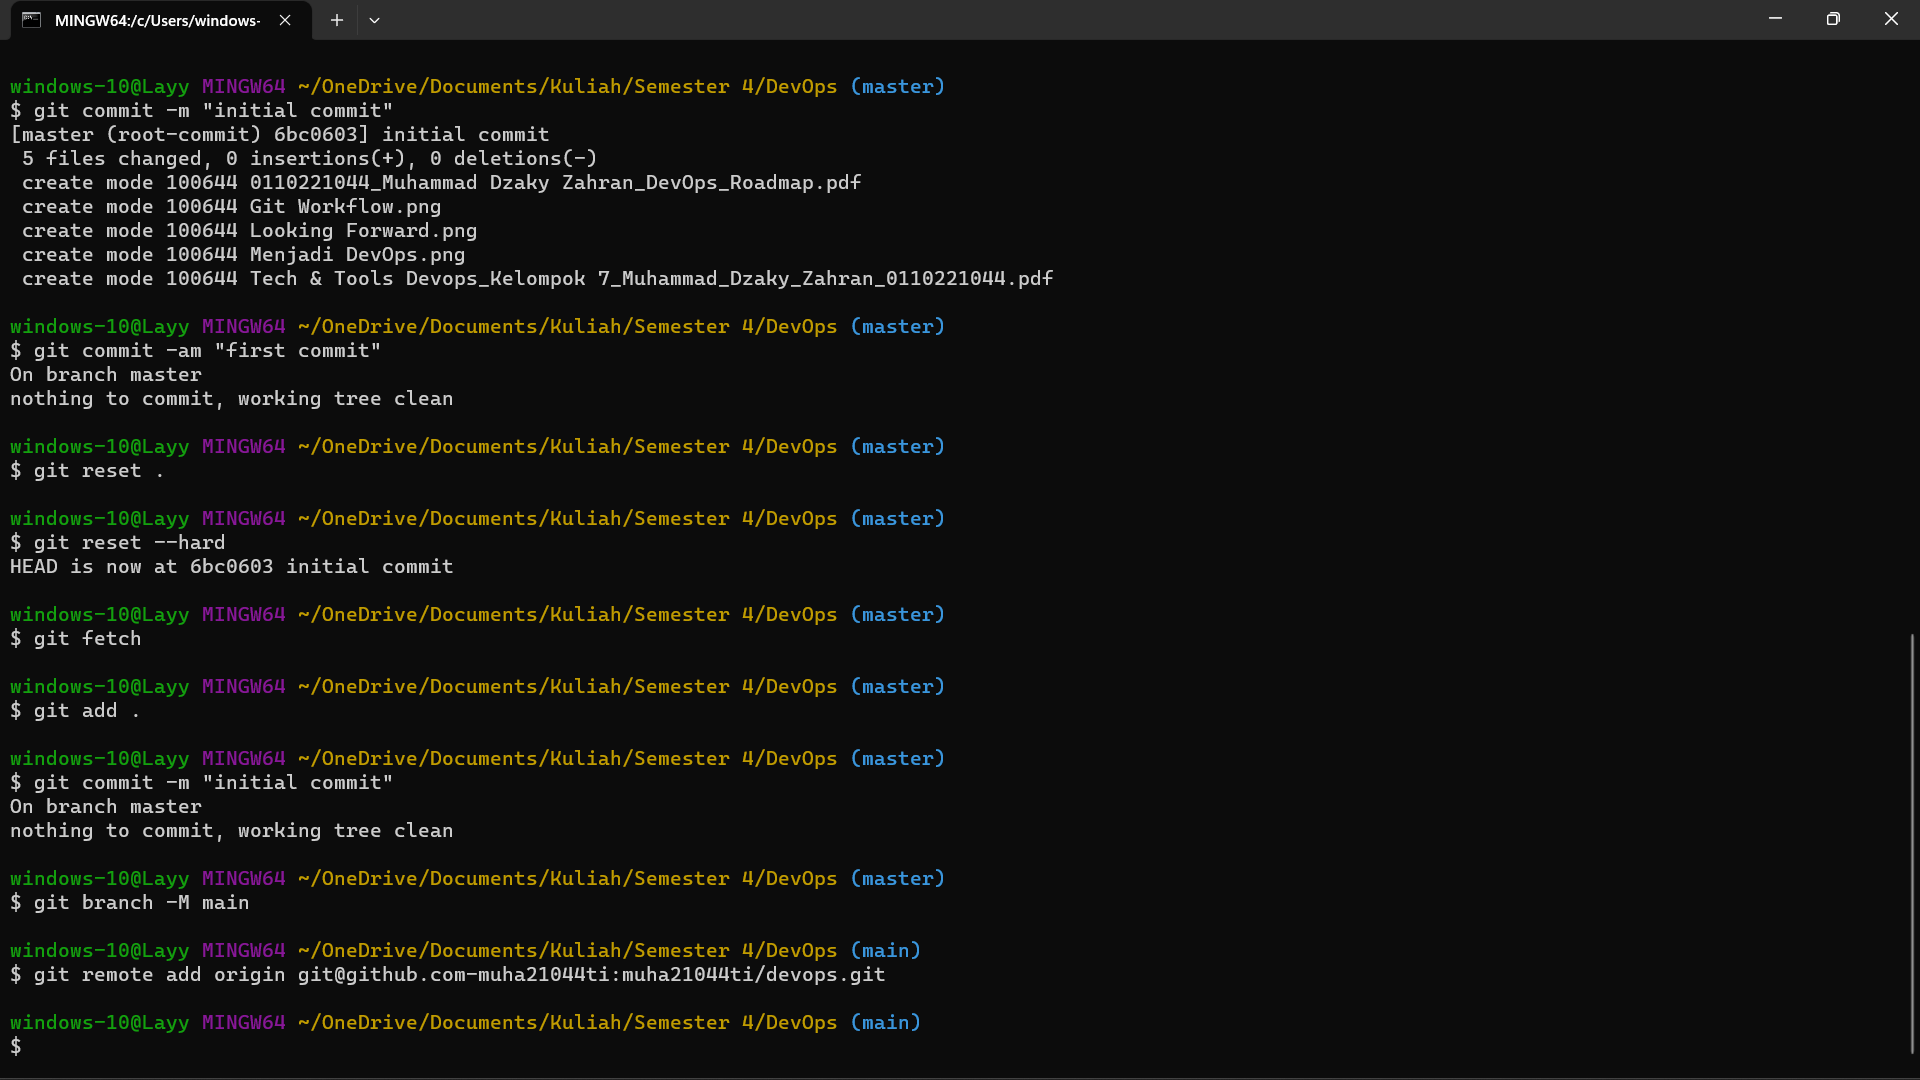 MINGW64:/c/Users/windows-
windows-10@Layy MINGW64 ~/OneDrive/Documents/Kuliah/Semester 4/DevOps (master)
$ git commit -m "initial commit"
[master (root-commit) 6bc0603] initial commit
 5 files changed, 0 insertions(+), 0 deletions(-)
 create mode 100644 0110221044_Muhammad Dzaky Zahran_DevOps_Roadmap.pdf
 create mode 100644 Git Workflow.png
 create mode 100644 Looking Forward.png
 create mode 100644 Menjadi DevOps.png
 create mode 100644 Tech & Tools Devops_Kelompok 7_Muhammad_Dzaky_Zahran_0110221044.pdf
windows-10@Layy MINGW64 ~/OneDrive/Documents/Kuliah/Semester 4/DevOps (master)
$ git commit -am "first commit"
On branch master
nothing to commit, working tree clean
windows-10@Layy MINGW64 ~/OneDrive/Documents/Kuliah/Semester 4/DevOps (master)
$ git reset .
windows-10@Layy MINGW64 ~/OneDrive/Documents/Kuliah/Semester 4/DevOps (master)
$ git reset --hard
HEAD is now at 6bc0603 initial commit
windows-10@Layy MINGW64 ~/OneDrive/Documents/Kuliah/Semester 4/DevOps (master)
$ git fetch
windows-10@Layy MINGW64 ~/OneDrive/Documents/Kuliah/Semester 4/DevOps (master)
$ git add .
windows-10@Layy MINGW64 ~/OneDrive/Documents/Kuliah/Semester 4/DevOps (master)
$ git commit -m "initial commit"
On branch master
nothing to commit, working tree clean
windows-10@Layy MINGW64 ~/OneDrive/Documents/Kuliah/Semester 4/DevOps (master)
$ git branch -M main
windows-10@Layy MINGW64 ~/OneDrive/Documents/Kuliah/Semester 4/DevOps (main)
$ git remote add origin git@github.com-muha21044ti:muha21044ti/devops.git
windows-10@Layy MINGW64 ~/OneDrive/Documents/Kuliah/Semester 4/DevOps (main)
$